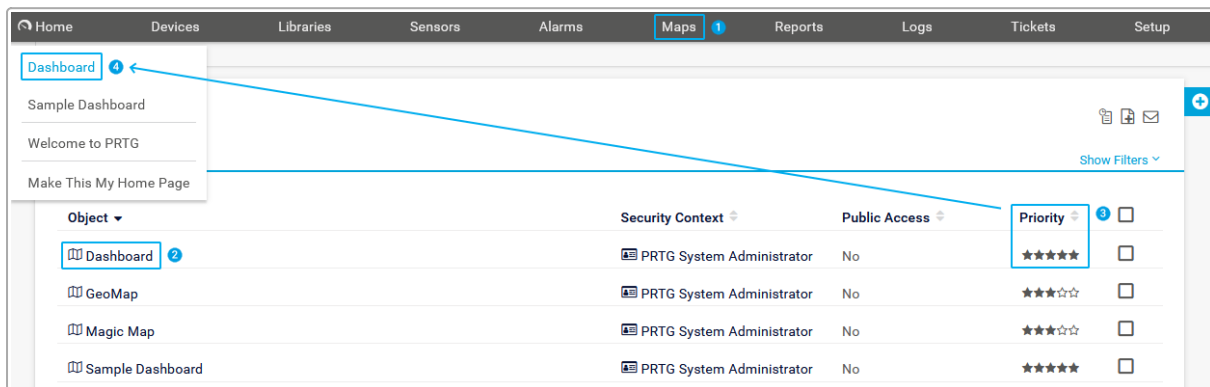 Home Devices Libraries Sensors Alarms Maps 1 Reports Logs Tickets Setup
Dashboard 4
Sample Dashboard
Welcome to PRTG
Show Filters
Make This My Home Page
Object Security Context Public Access Priority 3
Dashboard 2 PRTG System Administrator No
GeoMap PRTG System Administrator No
Magic Map PRTG System Administrator No
Sample Dashboard PRTG System Administrator No